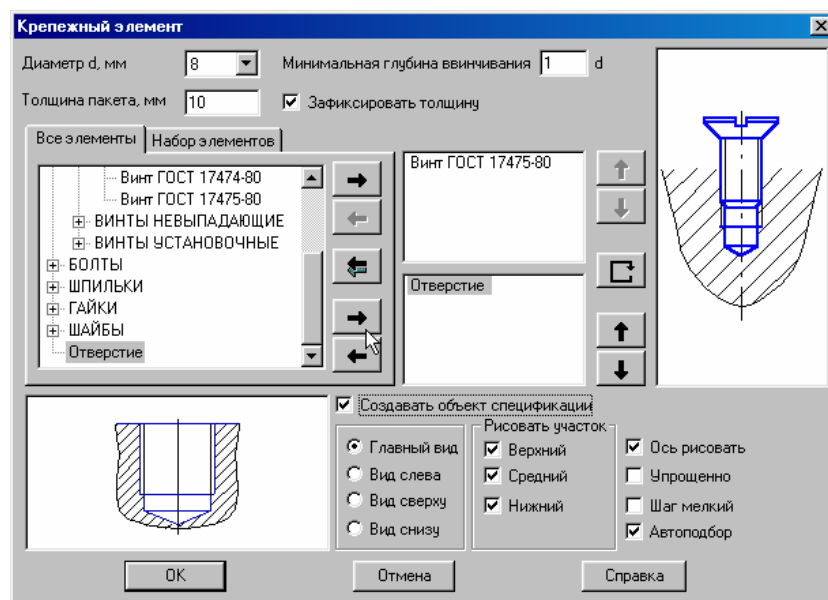 Крепежный элемент
Диаметр d, мм 8 Минимальная глубина ввинчивания 1 d
Толщина пакета, мм 10 Зафиксировать толщину
Все элементы Набор элементов
Винт ГОСТ 17474-80
Винт ГОСТ 17475-80
ВИНТЫ НЕВЫПАДАЮЩИЕ
ВИНТЫ УСТАНОВОЧНЫЕ
БОЛТЫ
ШПИЛЬКИ
ГАЙКИ
ШАЙБЫ
Отверстие
Винт ГОСТ 17475-80
Отверстие
Создавать объект спецификации
Главный вид
Вид слева
Вид сверху
Вид снизу
Рисовать участок
Верхний
Средний
Нижний
Ось рисовать
Упрощенно
Шаг мелкий
Автоподбор
OK Отмена Справка